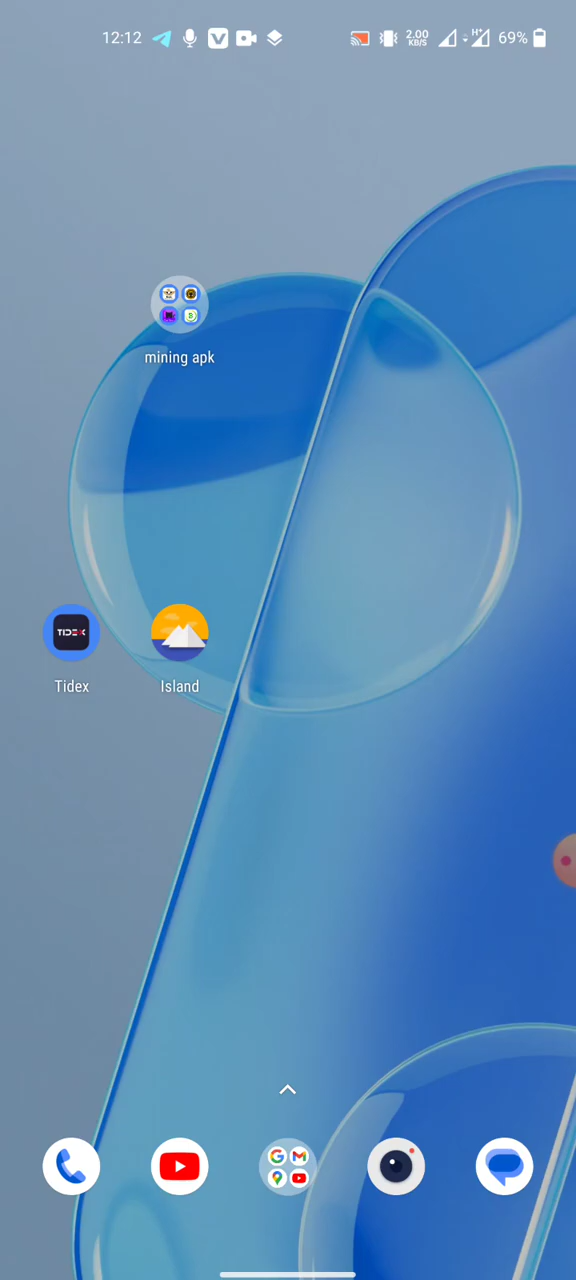 12:12
2.00
KB/S
H+
69%
mining apk
TIDEX
Tidex
Island